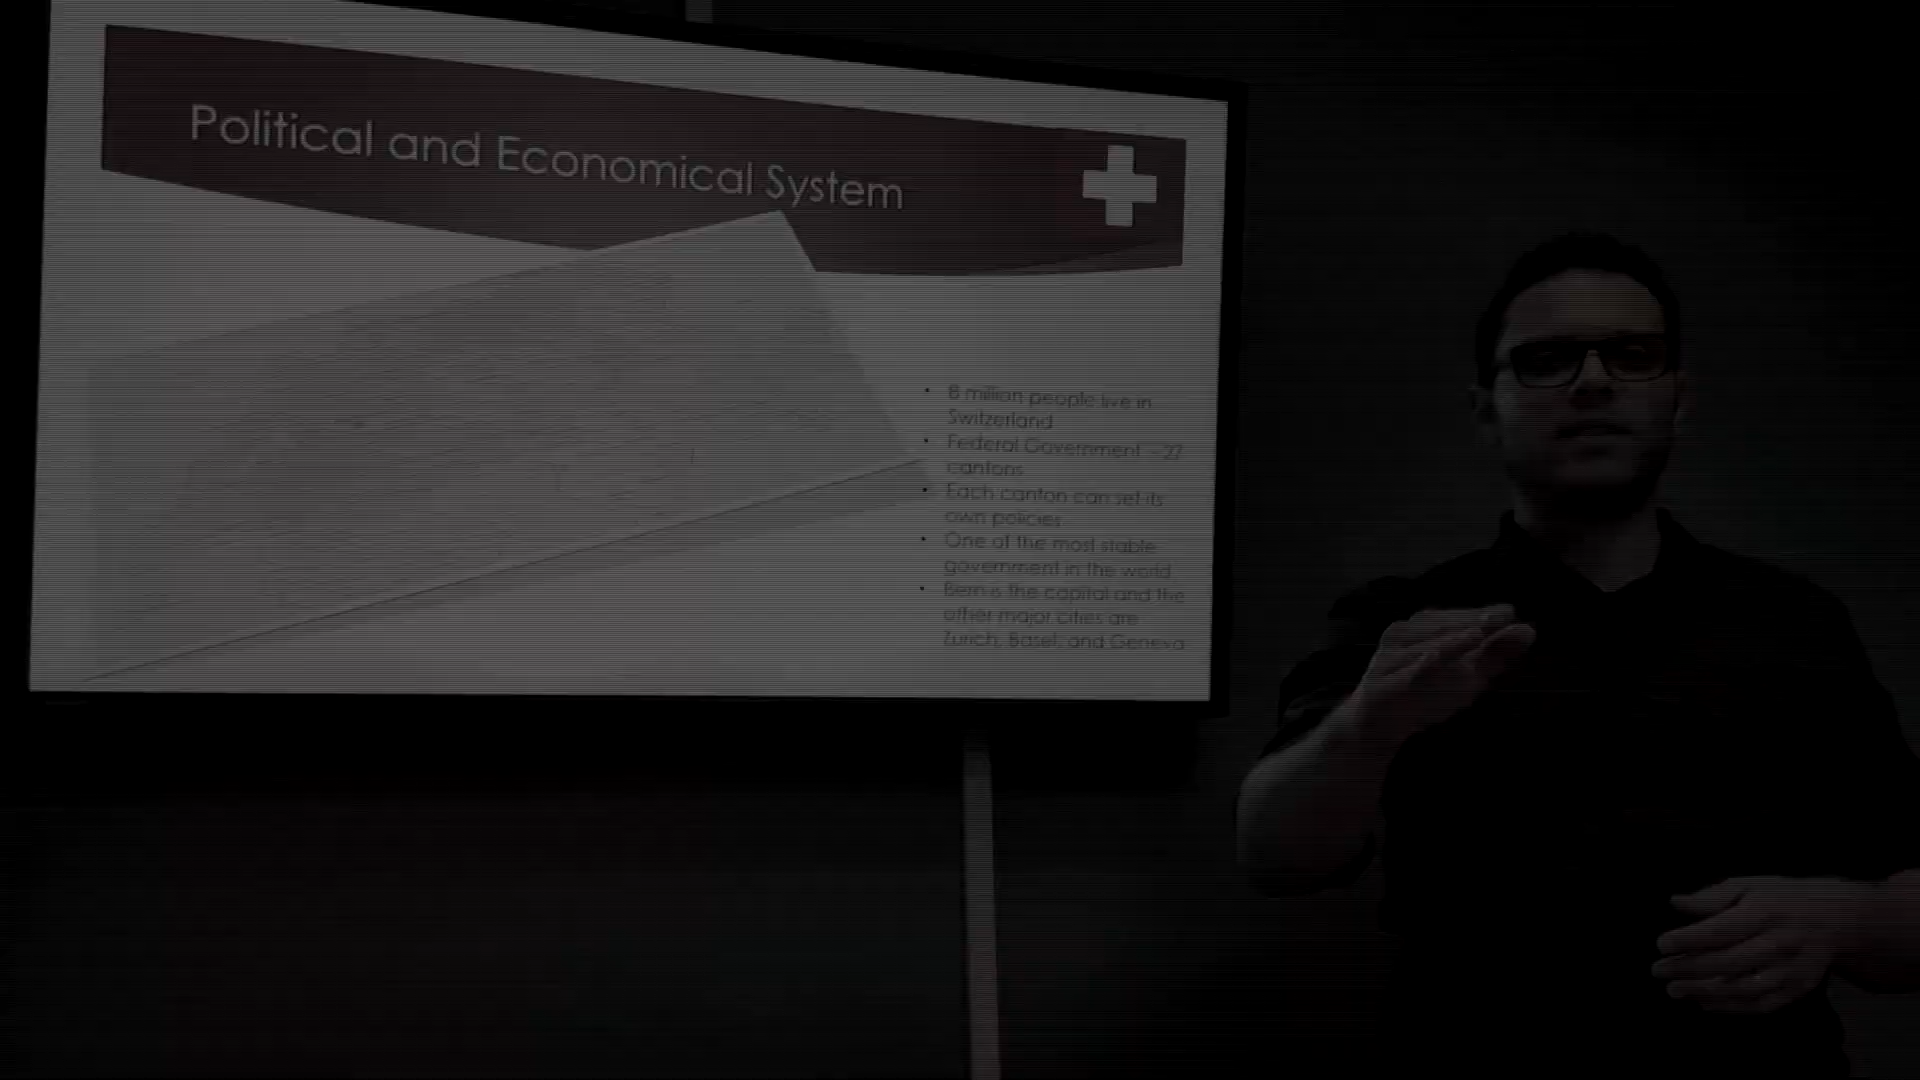 Political and Economical System
• 8 million people live in
Switzerland
• Federal Government – 27
cantons
• Each canton can set its
own policies
• One of the most stable
government in the world
• Bern is the capital and the
other major cities are
Zurich, Basel, and Geneva